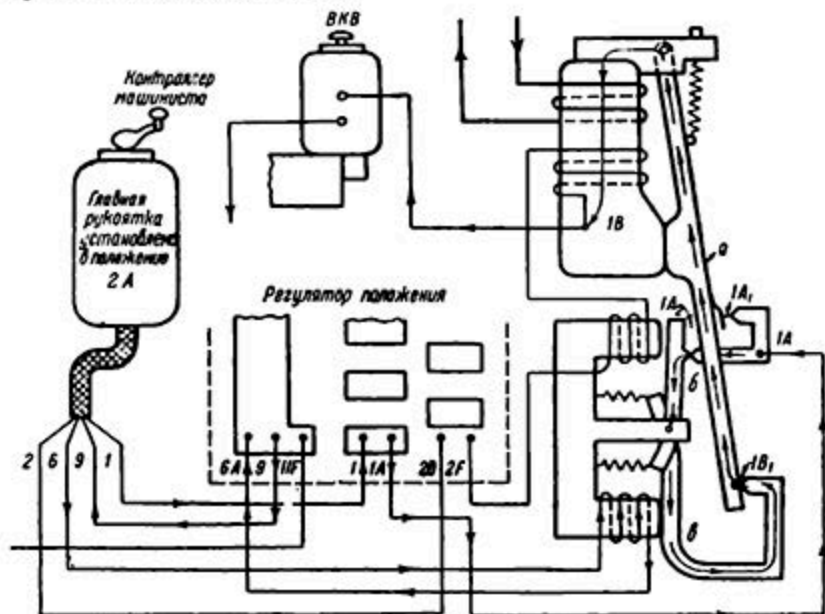 ВКВ
Контроллер
машиниста
Главная
рукоятка
установлена
в положение
2А
Регулятор положения
1В
а
1А₂
1А₁
1А
б
6А 9 11F 1 1А 2В 2F
2 6 9 1
1В₁
в